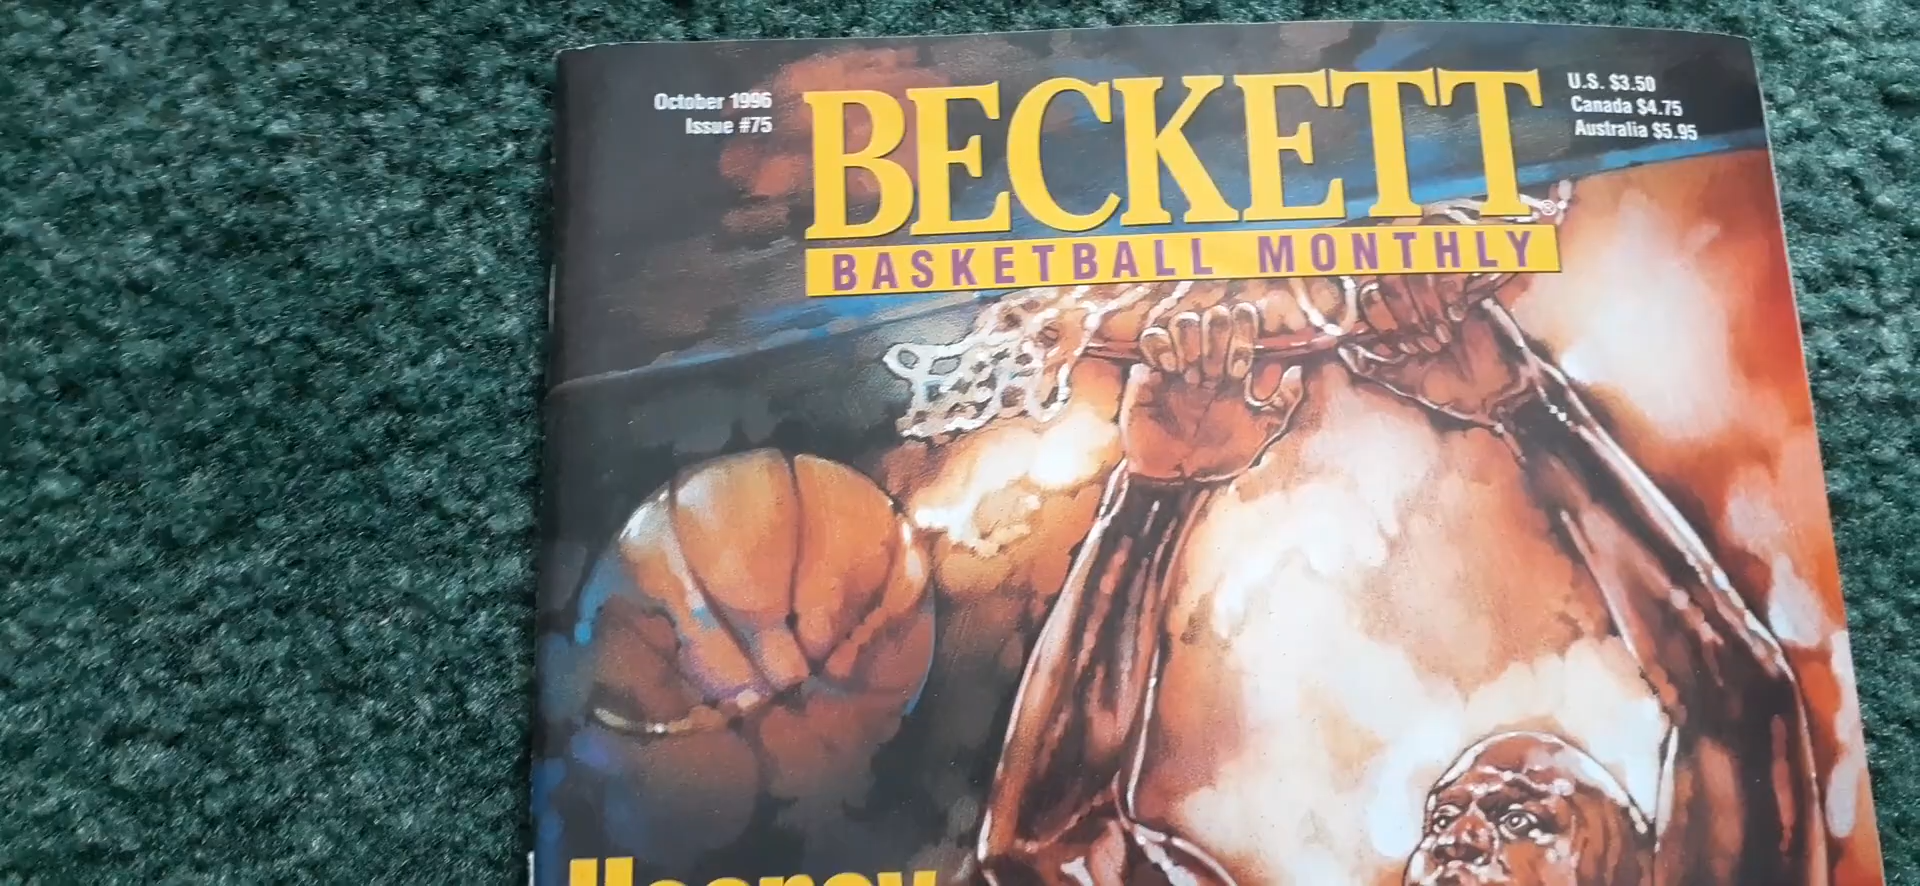 October 1996
Issue #75
BECKETT®
BASKETBALL MONTHLY
U.S. $3.50
Canada $4.75
Australia $5.95